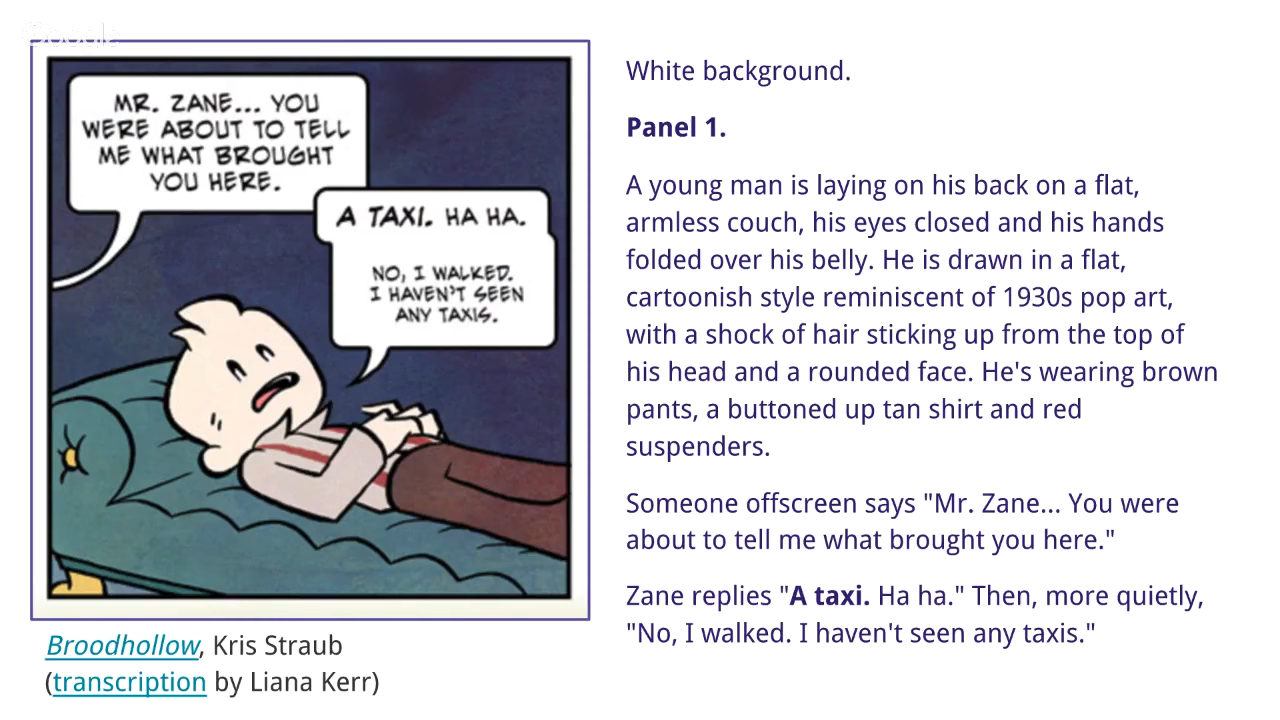 Google
MR. ZANE... YOU
WERE ABOUT TO TELL
ME WHAT BROUGHT
YOU HERE.
A TAXI. HA HA.
NO, I WALKED.
I HAVEN'T SEEN
ANY TAXIS.
Broodhollow, Kris Straub
(transcription by Liana Kerr)
White background.
Panel 1.
A young man is laying on his back on a flat,
armless couch, his eyes closed and his hands
folded over his belly. He is drawn in a flat,
cartoonish style reminiscent of 1930s pop art,
with a shock of hair sticking up from the top of
his head and a rounded face. He's wearing brown
pants, a buttoned up tan shirt and red
suspenders.
Someone offscreen says "Mr. Zane... You were
about to tell me what brought you here."
Zane replies "A taxi. Ha ha." Then, more quietly,
"No, I walked. I haven't seen any taxis."